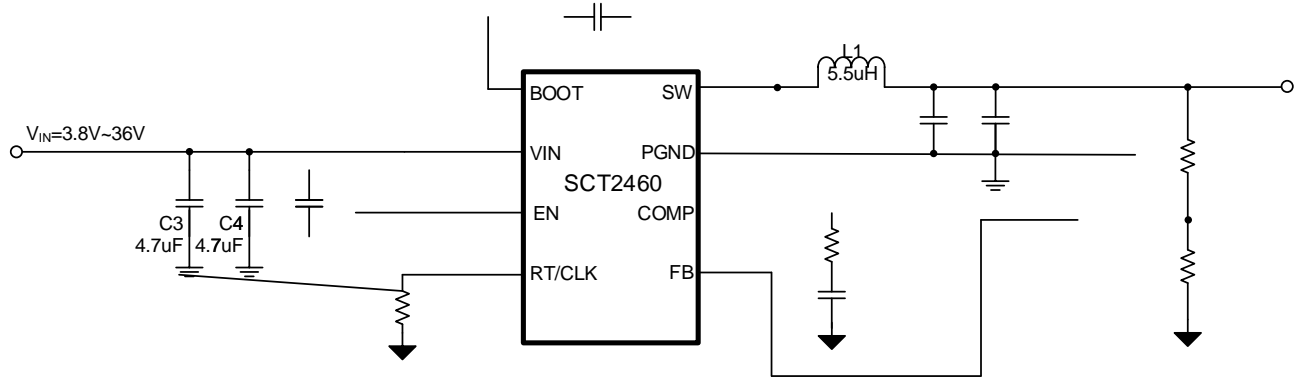 L1
5.5uH
BOOT
SW
VIN=3.8V~36V
VIN
PGND
SCT2460
EN
COMP
C3
4.7uF
C4
4.7uF
RT/CLK
FB